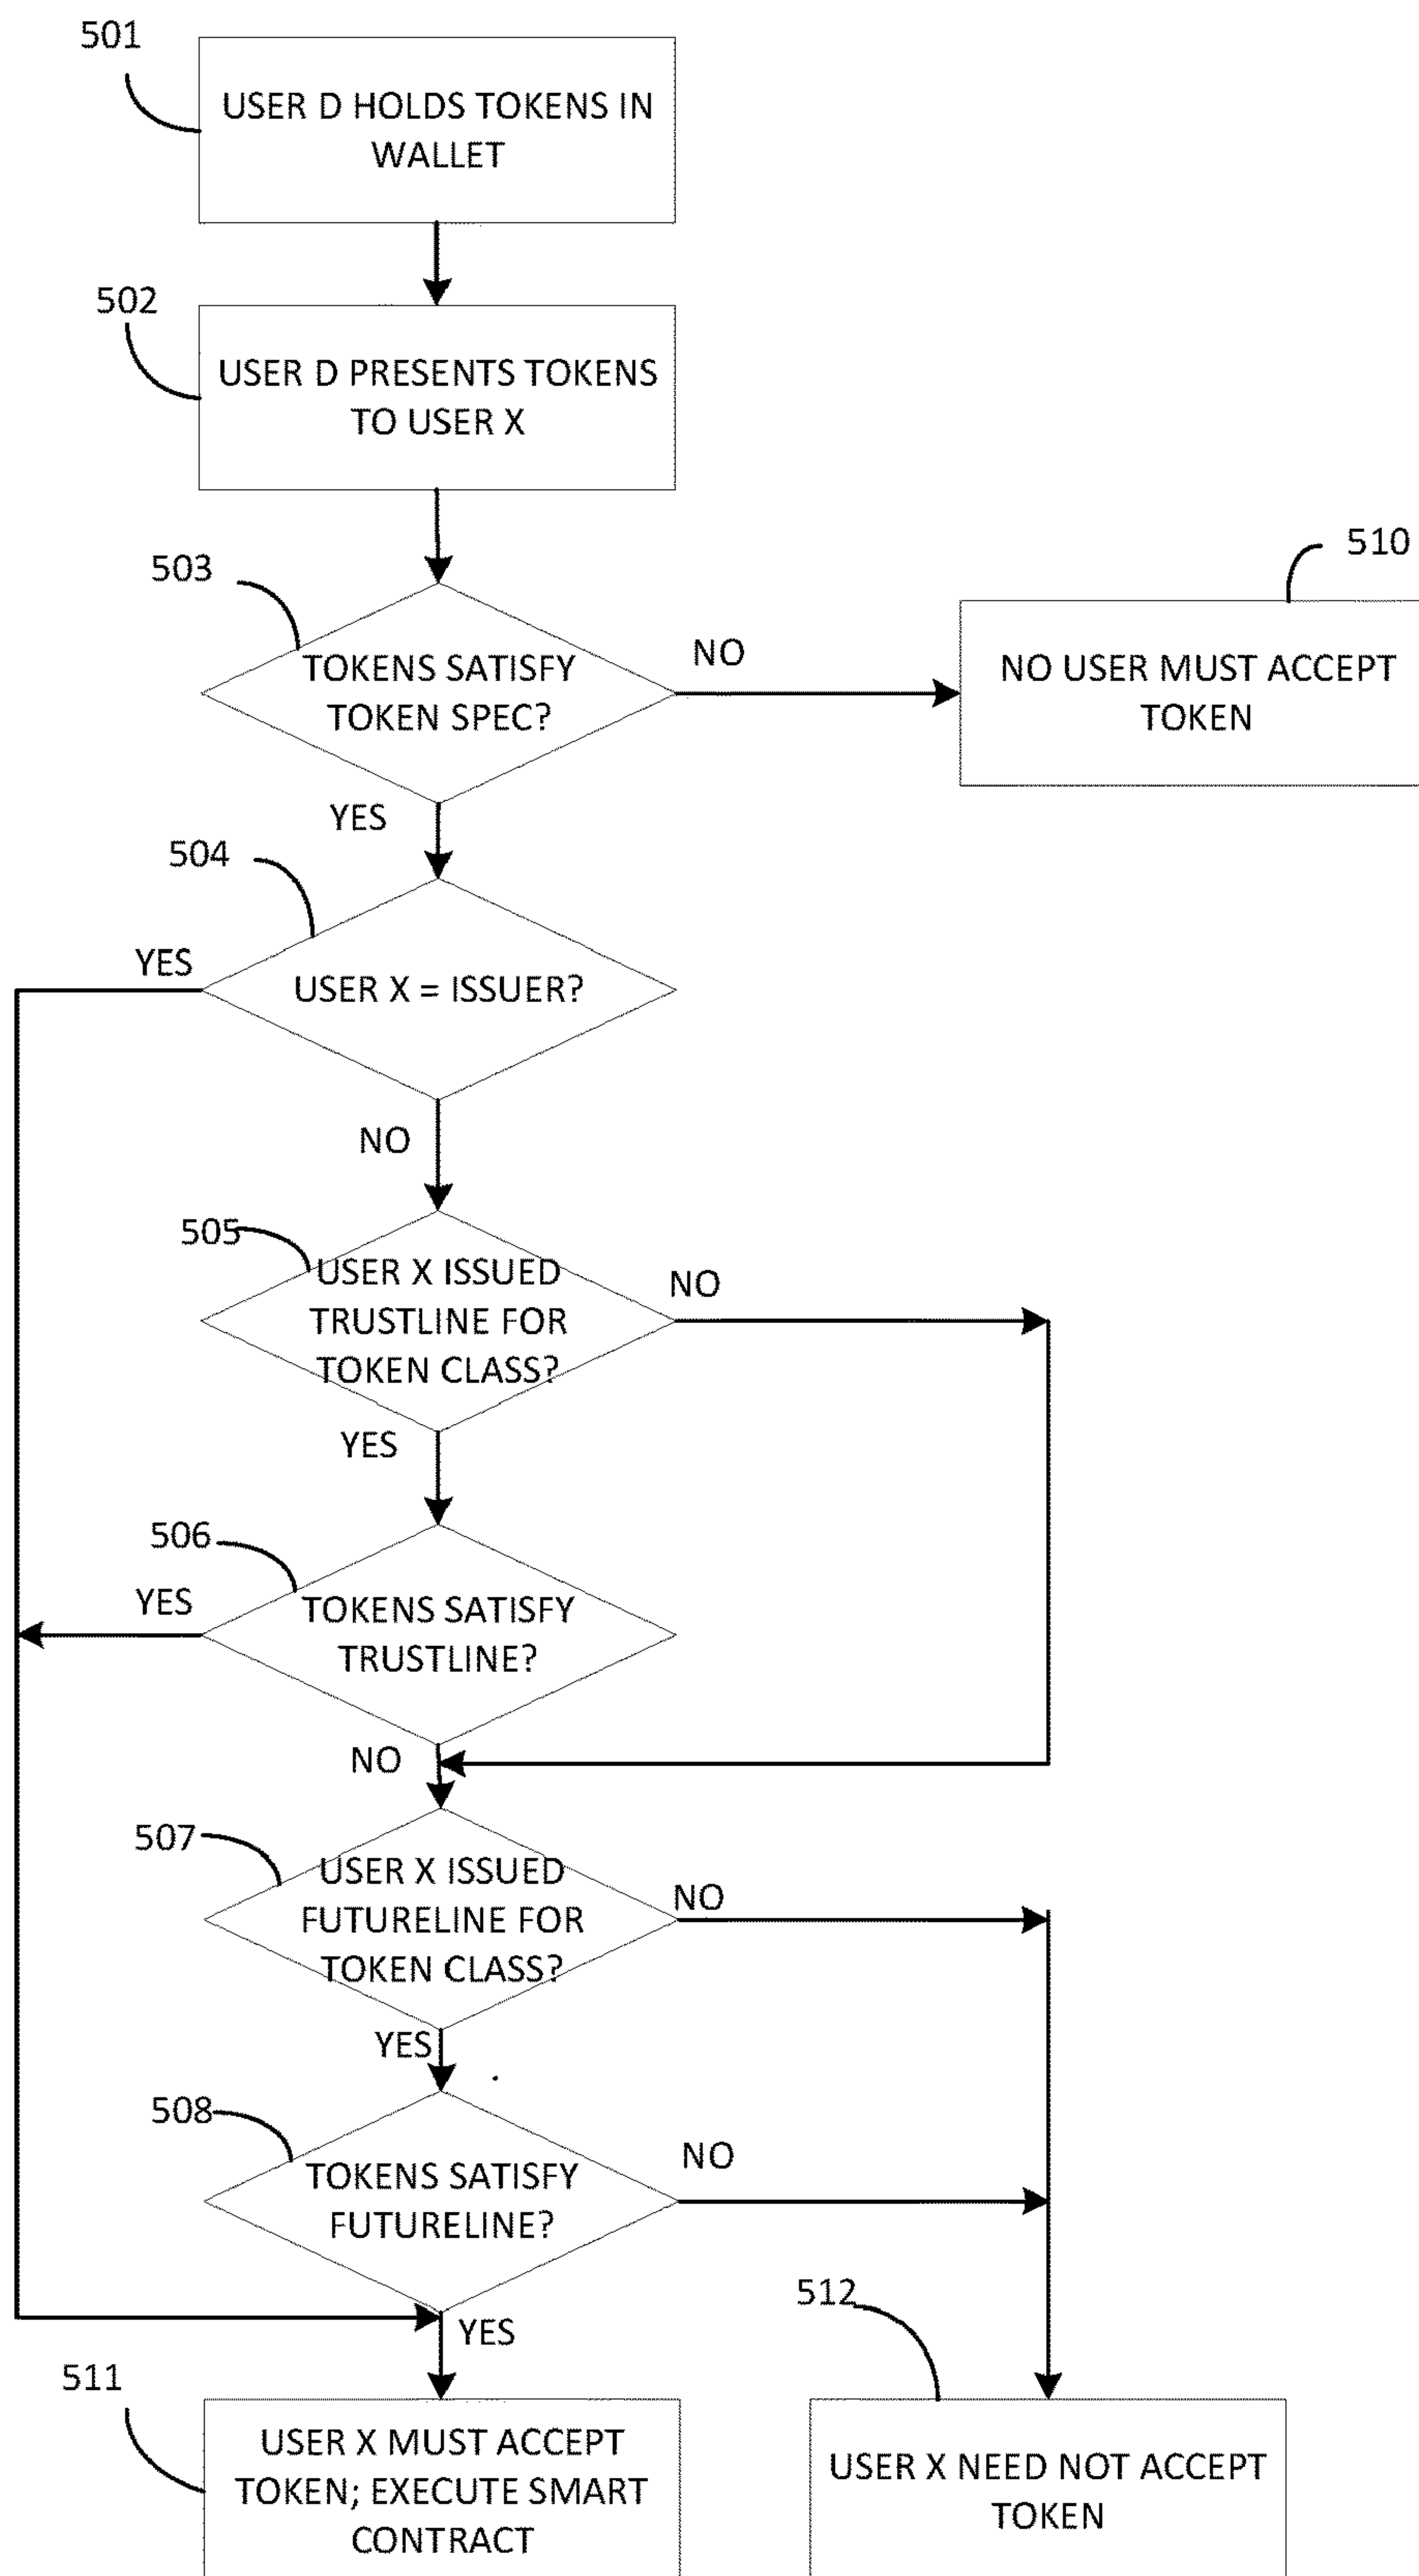 501
USER D HOLDS TOKENS IN
WALLET
502
USER D PRESENTS TOKENS
TO USER X
503
TOKENS SATISFY
TOKEN SPEC?
NO
510
NO USER MUST ACCEPT
TOKEN
YES
504
YES
USER X = ISSUER?
NO
505
USER X ISSUED
TRUSTLINE FOR
TOKEN CLASS?
NO
YES
506
YES
TOKENS SATISFY
TRUSTLINE?
NO
507
USER X ISSUED
FUTURELINE FOR
TOKEN CLASS?
NO
YES
508
TOKENS SATISFY
FUTURELINE?
NO
YES
512
511
USER X MUST ACCEPT
TOKEN; EXECUTE SMART
CONTRACT
USER X NEED NOT ACCEPT
TOKEN